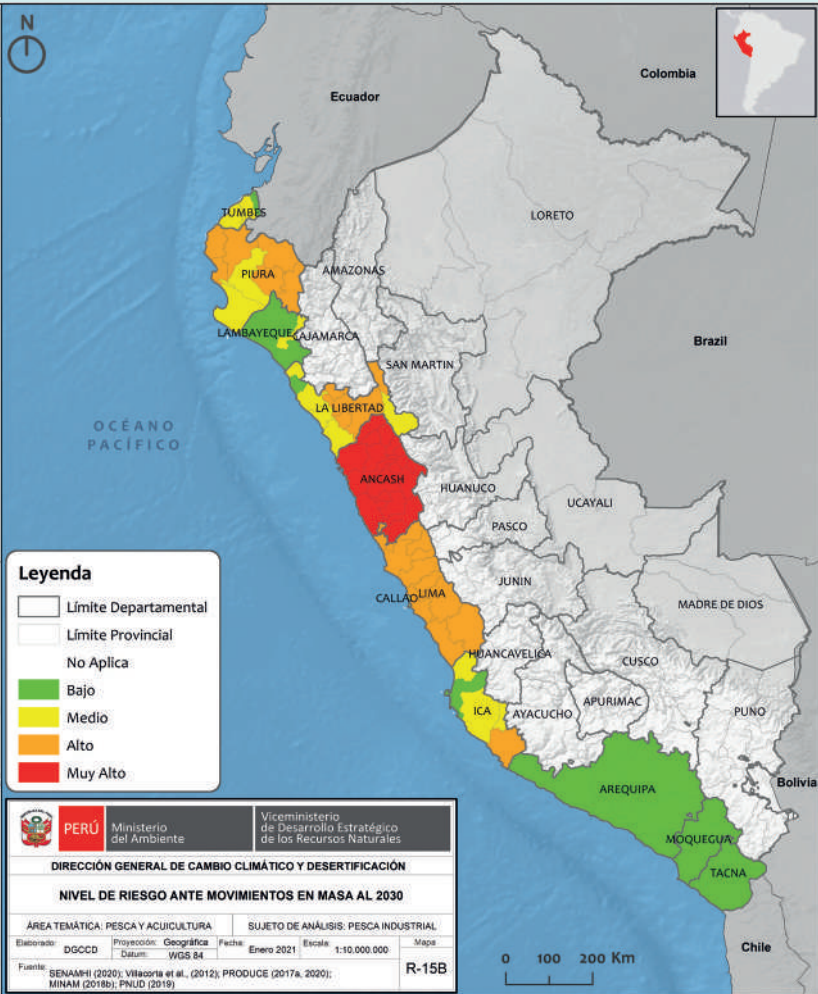 N
Colombia
Ecuador
TUMBES
LORETO
PIURA
AMAZONAS
LAMBAYEQUE
CAJAMARCA
SAN MARTIN
Brazil
LA LIBERTAD
OCÉANO
PACÍFICO
ANCASH
HUANUCO
UCAYALI
PASCO
JUNIN
CALLAO
LIMA
MADRE DE DIOS
HUANCAVELICA
CUSCO
ICA
AYACUCHO
APURIMAC
PUNO
AREQUIPA
Bolivia
MOQUEGUA
TACNA
Chile
Leyenda
Límite Departamental
Límite Provincial
No Aplica
Bajo
Medio
Alto
Muy Alto
PERÚ
Ministerio
del Ambiente
Viceministerio
de Desarrollo Estratégico
de los Recursos Naturales
DIRECCIÓN GENERAL DE CAMBIO CLIMÁTICO Y DESERTIFICACIÓN
NIVEL DE RIESGO ANTE MOVIMIENTOS EN MASA AL 2030
ÁREA TEMÁTICA: PESCA Y ACUICULTURA SUJETO DE ANÁLISIS: PESCA INDUSTRIAL
Elaborado: DGCCD Proyección: Geográfica Fecha: Enero 2021 Escala: 1:10.000.000 Mapa
Datum: WGS 84
R-15B
Fuente: SENAMHI (2020); Villacorta et al., (2012); PRODUCE (2017a, 2020);
MINAM (2018b); PNUD (2019)
0 100 200 Km